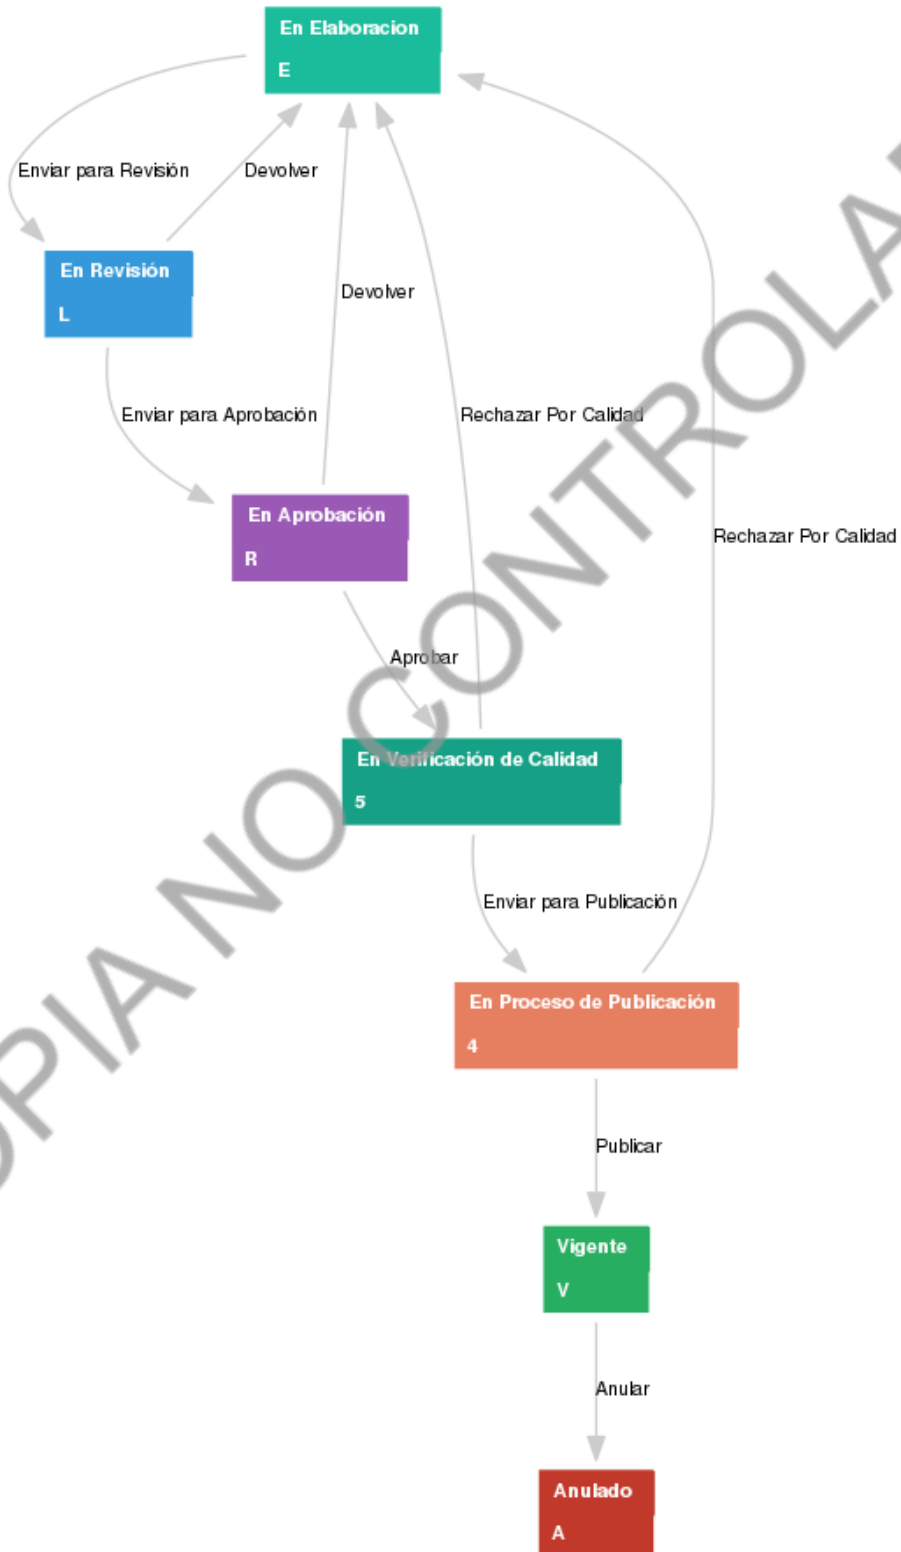 En Elaboracion
E
Enviar para Revisión
Devolver
En Revisión
L
Devolver
Enviar para Aprobación
Rechazar Por Calidad
En Aprobación
R
Rechazar Por Calidad
Aprobar
En Verificación de Calidad
5
Enviar para Publicación
En Proceso de Publicación
4
Publicar
Vigente
V
Anular
Anulado
A
NO